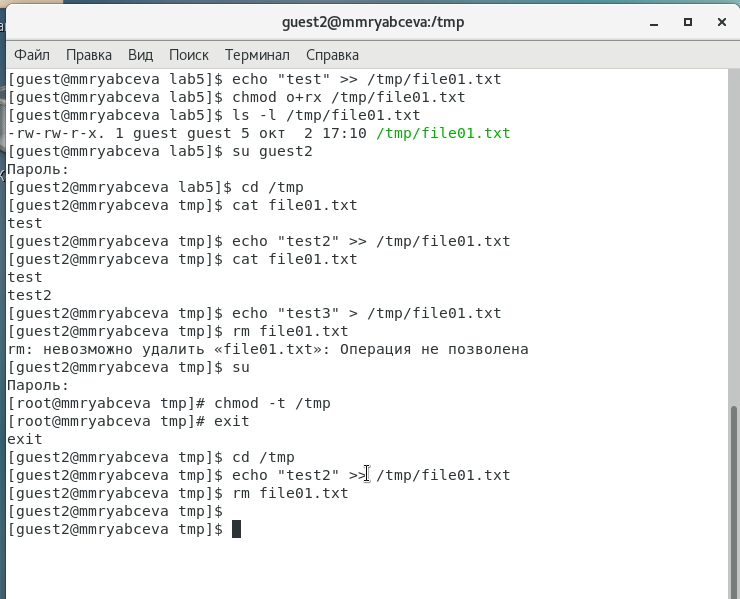 guest2@mmryabceva:/tmp
Файл Правка Вид Поиск Терминал Справка
[guest@mmryabceva lab5]$ echo "test" >> /tmp/file01.txt
[guest@mmryabceva lab5]$ chmod o+rx /tmp/file01.txt
[guest@mmryabceva lab5]$ ls -l /tmp/file01.txt
-rw-rw-r-x. 1 guest guest 5 окт  2 17:10 /tmp/file01.txt
[guest@mmryabceva lab5]$ su guest2
Пароль:
[guest2@mmryabceva lab5]$ cd /tmp
[guest2@mmryabceva tmp]$ cat file01.txt
test
[guest2@mmryabceva tmp]$ echo "test2" >> /tmp/file01.txt
[guest2@mmryabceva tmp]$ cat file01.txt
test
test2
[guest2@mmryabceva tmp]$ echo "test3" > /tmp/file01.txt
[guest2@mmryabceva tmp]$ rm file01.txt
rm: невозможно удалить «file01.txt»: Операция не позволена
[guest2@mmryabceva tmp]$ su
Пароль:
[root@mmryabceva tmp]# chmod -t /tmp
[root@mmryabceva tmp]# exit
exit
[guest2@mmryabceva tmp]$ cd /tmp
[guest2@mmryabceva tmp]$ echo "test2" >> /tmp/file01.txt
[guest2@mmryabceva tmp]$ rm file01.txt
[guest2@mmryabceva tmp]$
[guest2@mmryabceva tmp]$